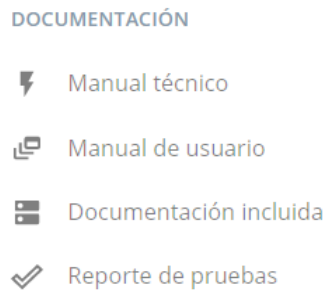 DOCUMENTACIÓN
Manual técnico
Manual de usuario
Documentación incluida
Reporte de pruebas